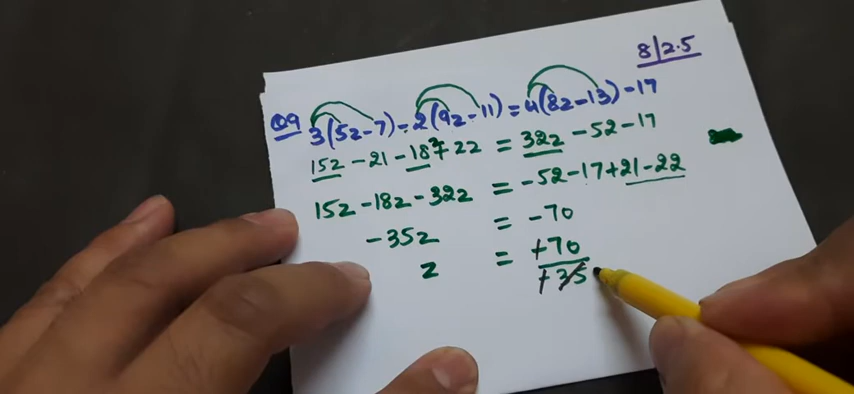 8/2.5
Q9 3(5z-7)-2(9z-11)=4(8z-13)-17
15z-21-18z+22 = 32z-52-17
15z-18z-32z = -52-17+21-22
-35z = -70
z = +70
+35